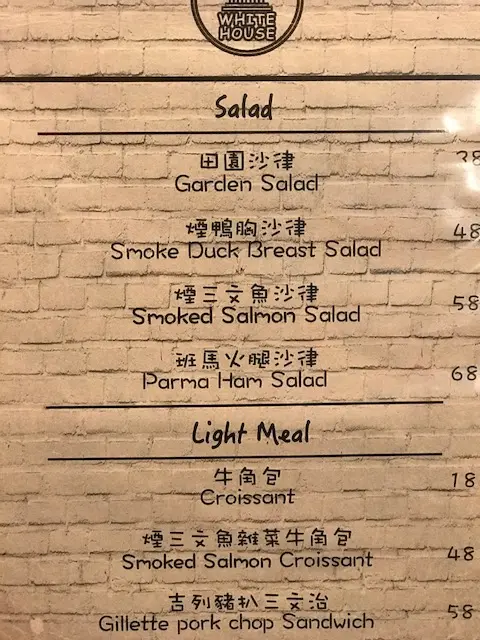 WHITE
HOUSE
Salad
田園沙律
Garden Salad 38
煙鴨胸沙律
Smoke Duck Breast Salad 48
煙三文魚沙律
Smoked Salmon Salad 58
班馬火腿沙律
Parma Ham Salad 68
Light Meal
牛角包
Croissant 18
煙三文魚雜菜牛角包
Smoked Salmon Croissant 48
吉列豬扒三文治
Gillette pork chop Sandwich 58